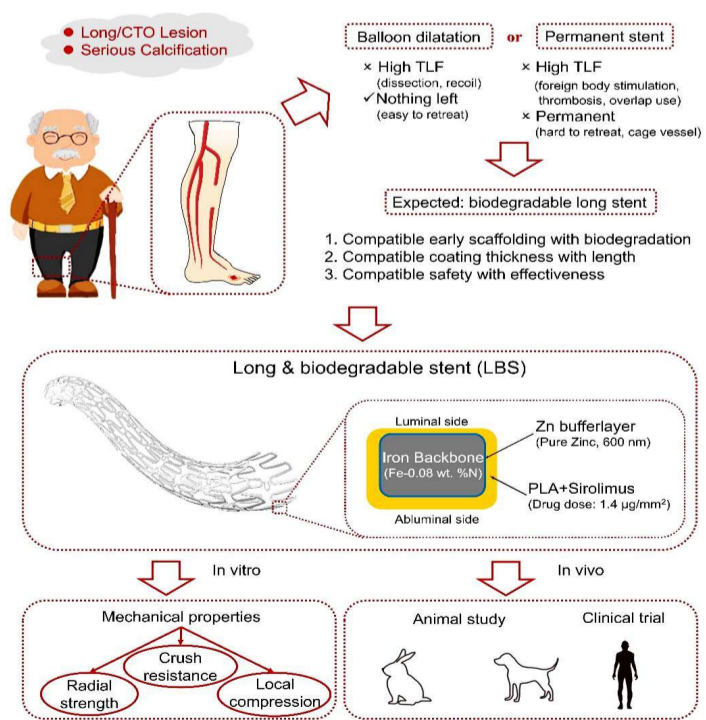 Long/CTO Lesion
Serious Calcification
Balloon dilatation
× High TLF
(dissection, recoil)
✓Nothing left
(easy to retreat)
or
Permanent stent
× High TLF
(foreign body stimulation,
thrombosis, overlap use)
× Permanent
(hard to retreat, cage vessel)
Expected: biodegradable long stent
1. Compatible early scaffolding with biodegradation
2. Compatible coating thickness with length
3. Compatible safety with effectiveness
Long & biodegradable stent (LBS)
Luminal side
Iron Backbone
(Fe-0.08 wt. %N)
Abluminal side
Zn bufferlayer
(Pure Zinc, 600 nm)
PLA+Sirolimus
(Drug dose: 1.4 µg/mm²)
In vitro
In vivo
Mechanical properties
Radial
strength
Crush
resistance
Local
compression
Animal study
Clinical trial